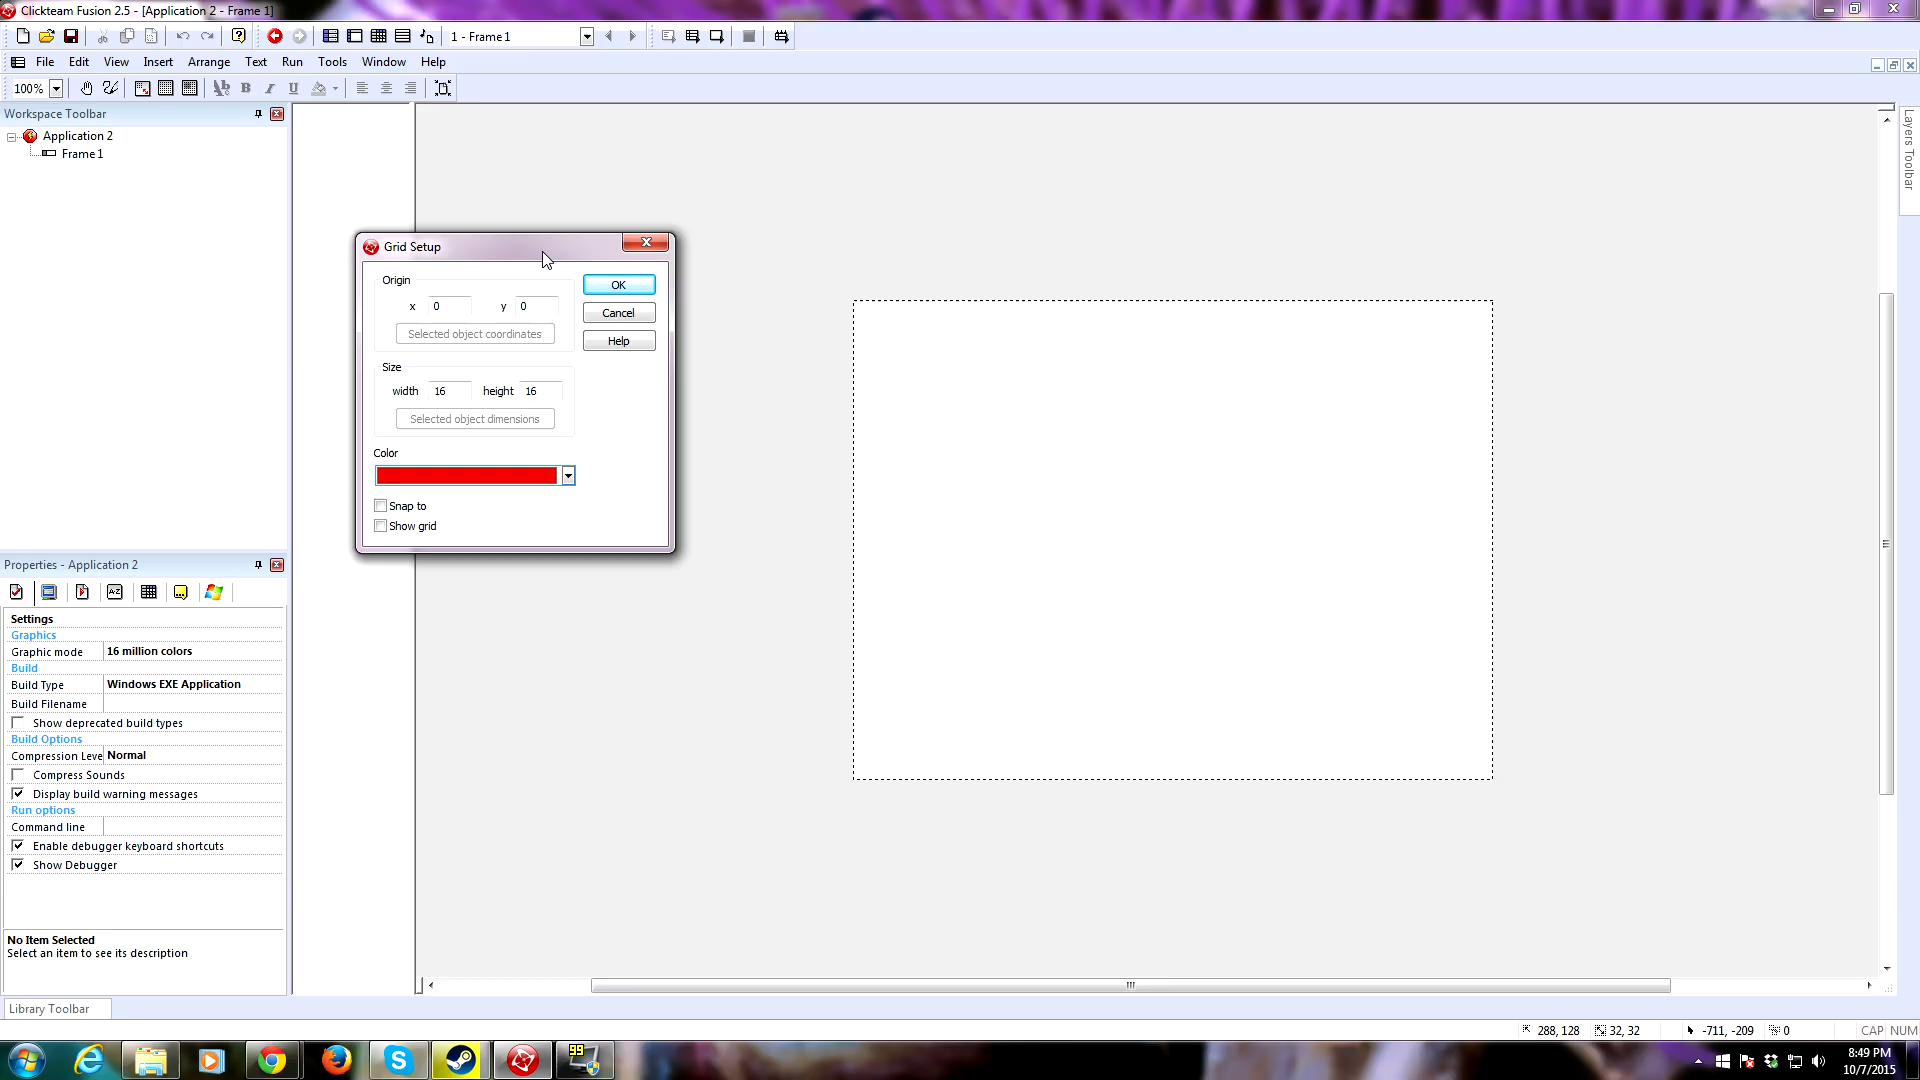 Clickteam Fusion 2.5 - [Application 2 - Frame 1]
1 - Frame 1
File Edit View Insert Arrange Text Run Tools Window Help
100%
Workspace Toolbar
Application 2
Frame 1
Layers Toolbar
Grid Setup
Origin
x 0 y 0
Selected object coordinates
OK
Cancel
Help
Size
width 16 height 16
Selected object dimensions
Color
Snap to
Show grid
Properties - Application 2
Settings
Graphics
Graphic mode 16 million colors
Build
Build Type Windows EXE Application
Build Filename
Show deprecated build types
Build Options
Compression Leve Normal
Compress Sounds
Display build warning messages
Run options
Command line
Enable debugger keyboard shortcuts
Show Debugger
No Item Selected
Select an item to see its description
Library Toolbar
288, 128 32, 32 -711, -209 0 CAP NUM
99
8:49 PM
10/7/2015